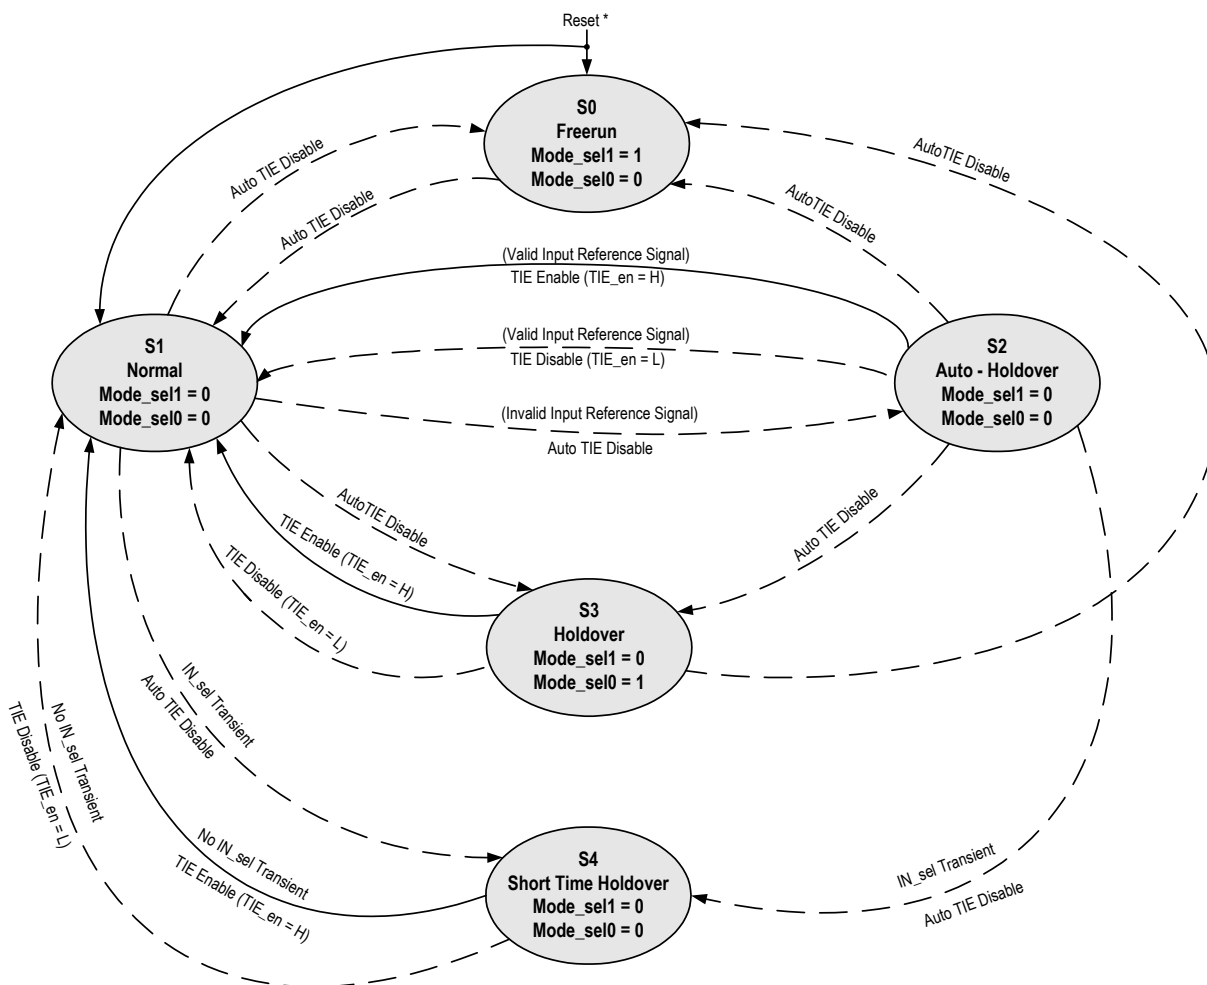 Reset *
S0
Freerun
Mode_sel1 = 1
Mode_sel0 = 0
Auto TIE Disable
Auto TIE Disable
AutoTIE Disable
AutoTIE Disable
(Valid Input Reference Signal)
TIE Enable (TIE_en = H)
S1
Normal
Mode_sel1 = 0
Mode_sel0 = 0
(Valid Input Reference Signal)
TIE Disable (TIE_en = L)
S2
Auto - Holdover
Mode_sel1 = 0
Mode_sel0 = 0
(Invalid Input Reference Signal)
Auto TIE Disable
AutoTIE Disable
TIE Enable (TIE_en = H)
TIE Disable (TIE_en = L)
Auto TIE Disable
S3
Holdover
Mode_sel1 = 0
Mode_sel0 = 1
IN_sel Transient
Auto TIE Disable
No IN_sel Transient
TIE Disable (TIE_en = L)
No IN_sel Transient
TIE Enable (TIE_en = H)
S4
Short Time Holdover
Mode_sel1 = 0
Mode_sel0 = 0
IN_sel Transient
Auto TIE Disable